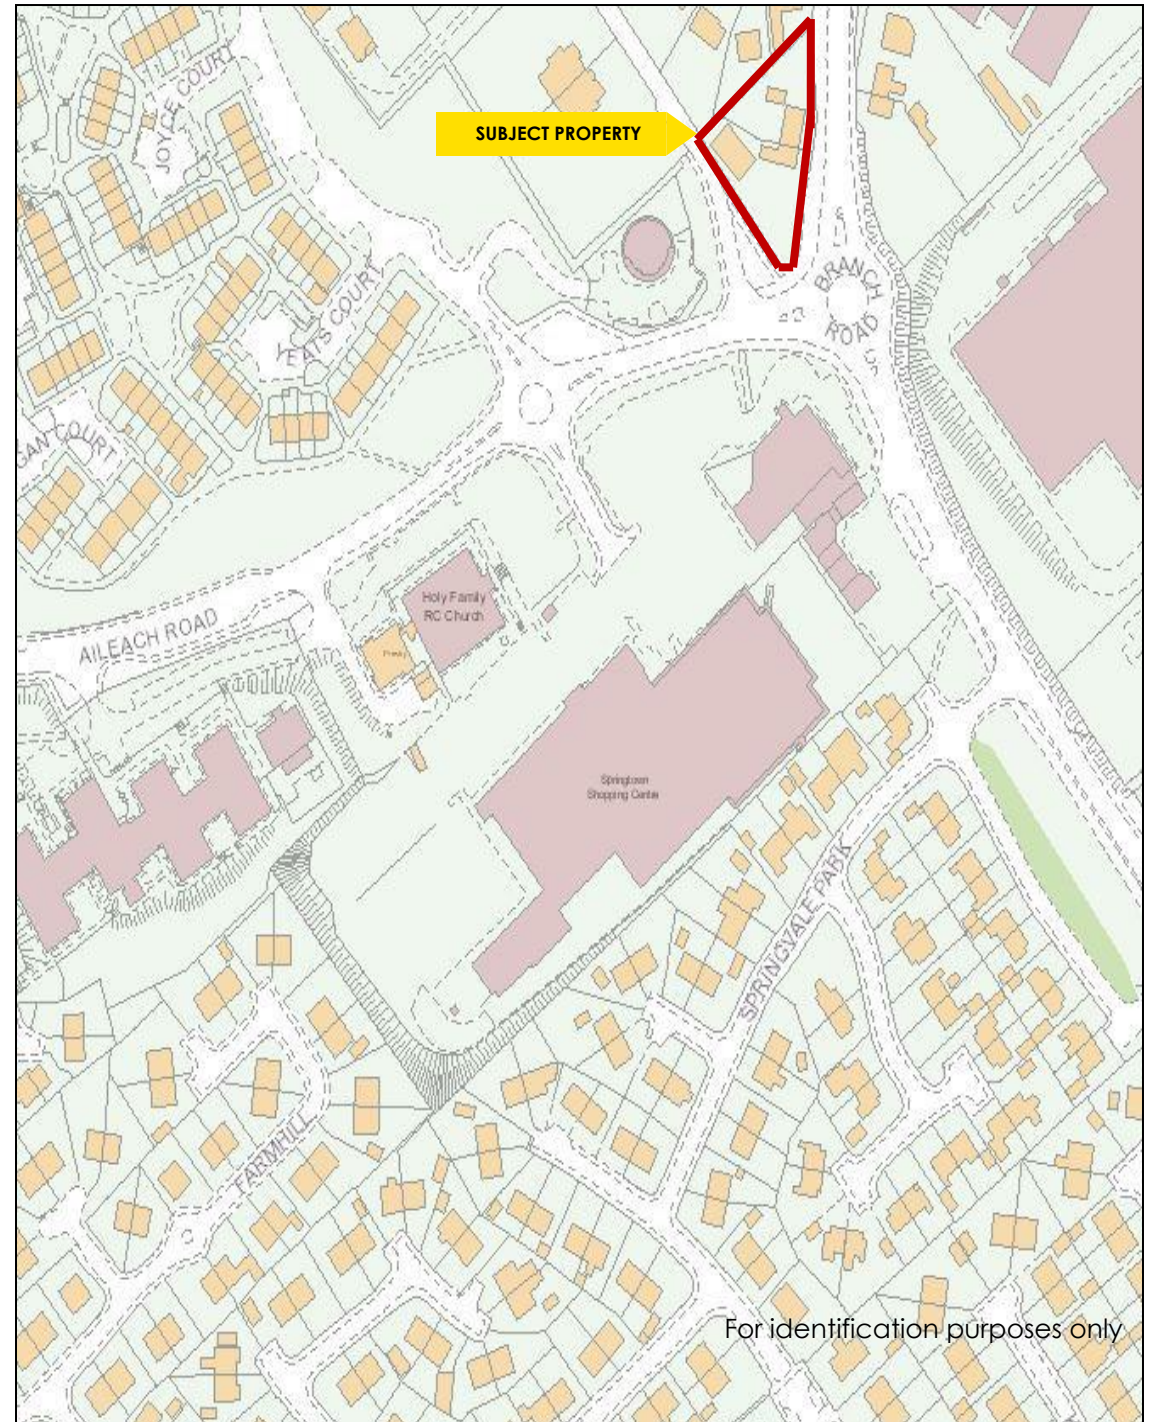 JOYCE COURT
SUBJECT PROPERTY
YEATS COURT
BRANCH
ROAD
GAN COURT
Holy Family
RC Church
AILEACH ROAD
Springtown
Shopping Centre
SPRINGVALE PARK
FARMHILL
For identification purposes only